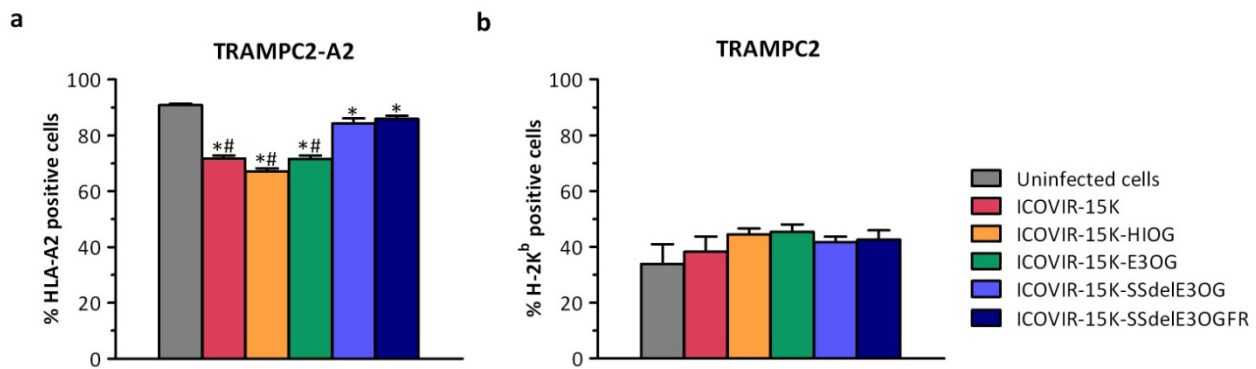 a
TRAMPC2-A2
% HLA-A2 positive cells
100
80
60
40
20
0
*#
*#
*#
*
*
b
TRAMPC2
% H-2Kᵇ positive cells
100
80
60
40
20
0
Uninfected cells
ICOVIR-15K
ICOVIR-15K-HIOG
ICOVIR-15K-E3OG
ICOVIR-15K-SSdelE3OG
ICOVIR-15K-SSdelE3OGFR